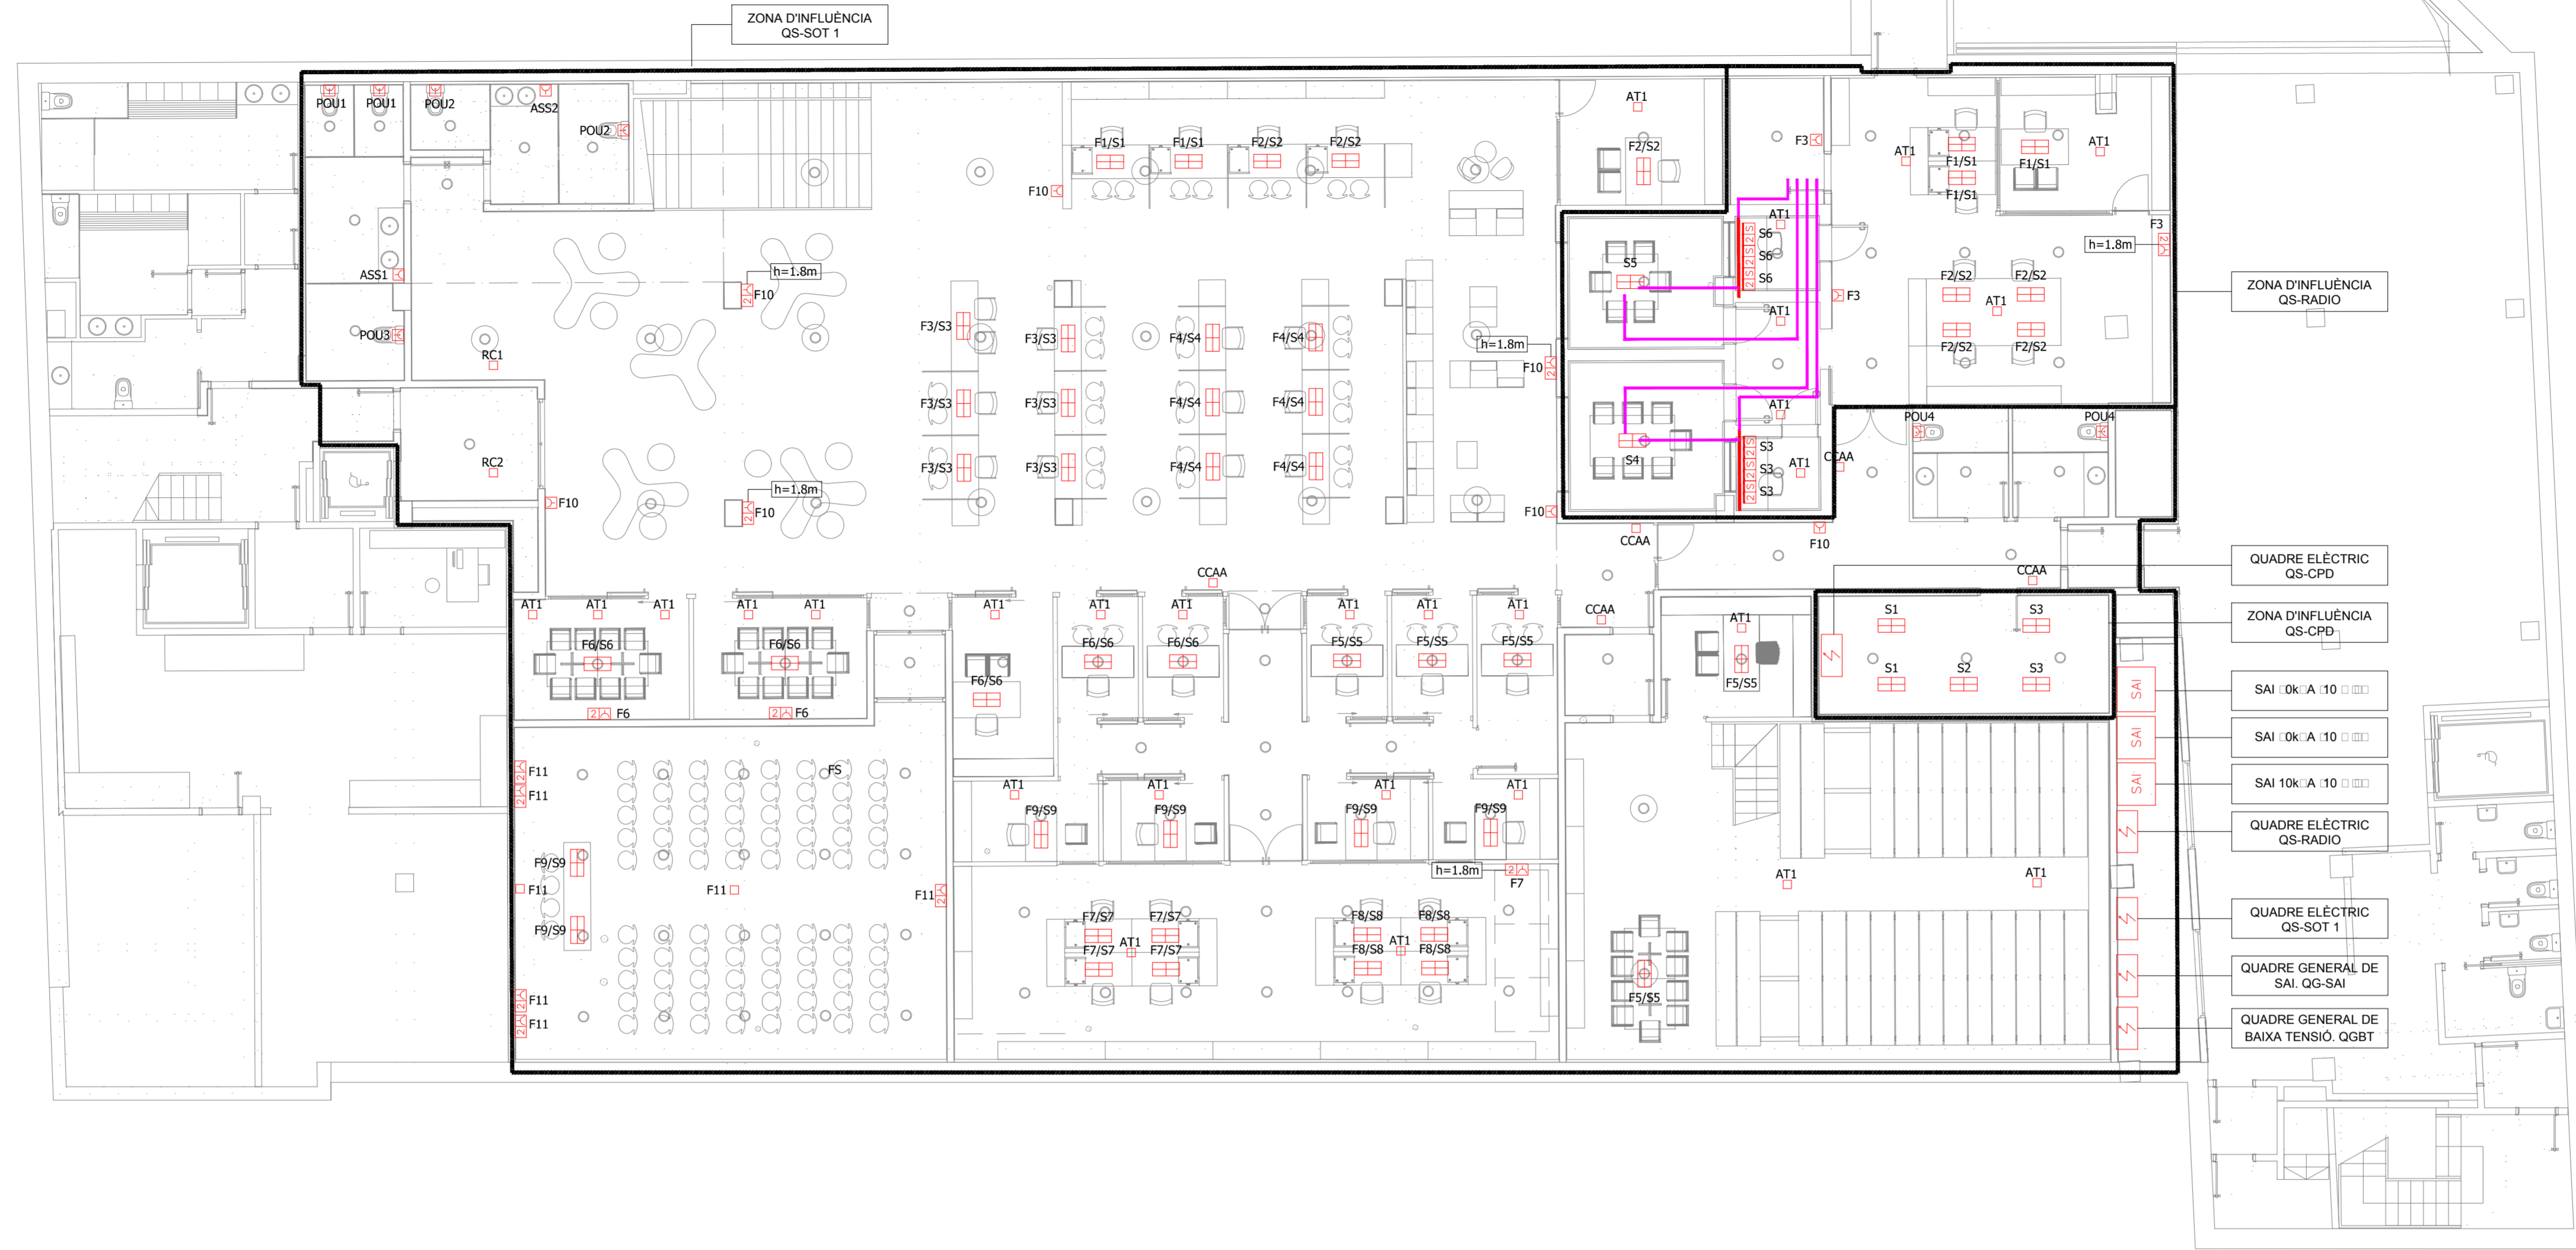 ZONA D'INFLUÈNCIA
QS-SOT 1
POU1
POU1
POU2
ASS2
POU2
AT1
F1/S1
F1/S1
F2/S2
F2/S2
F2/S2
F3
AT1
F1/S1
F1/S1
F1/S1
AT1
F10
AT1
S6
S6
S6
S5
F3
h=1.8m
ASS1
h=1.8m
F10
F2/S2
F2/S2
AT1
F2/S2
F2/S2
F3
AT1
ZONA D'INFLUÈNCIA
QS-RADIO
POU3
RC1
F3/S3
F3/S3
F4/S4
F4/S4
h=1.8m
F10
F3/S3
F3/S3
F4/S4
F4/S4
AT1
POU4
POU4
RC2
F3/S3
F3/S3
F4/S4
F4/S4
S4
S3
S3
S3
AT1
CCAA
h=1.8m
F10
F10
F10
CCAA
F10
QUADRE ELÈCTRIC
QS-CPD
CCAA
CCAA
AT1
AT1
AT1
AT1
AT1
AT1
AT1
AT1
AT1
AT1
AT1
CCAA
AT1
S1
S3
ZONA D'INFLUÈNCIA
QS-CPD
F6/S6
F6/S6
F6/S6
F6/S6
F6/S6
F5/S5
F5/S5
F5/S5
F5/S5
S1
S2
S3
F6
F6
SAI
SAI
SAI
SAI 10k
QUADRE ELÈCTRIC
QS-RADIO
F11
F11
FS
AT1
AT1
AT1
AT1
F9/S9
F9/S9
F9/S9
F9/S9
F9/S9
F11
F11
F11
F9/S9
h=1.8m
F7
AT1
AT1
QUADRE ELÈCTRIC
QS-SOT 1
F7/S7
F7/S7
AT1
F7/S7
F7/S7
F8/S8
F8/S8
AT1
F8/S8
F8/S8
QUADRE GENERAL DE
SAI. QG-SAI
F11
F11
F5/S5
QUADRE GENERAL DE
BAIXA TENSIÓ. QGBT